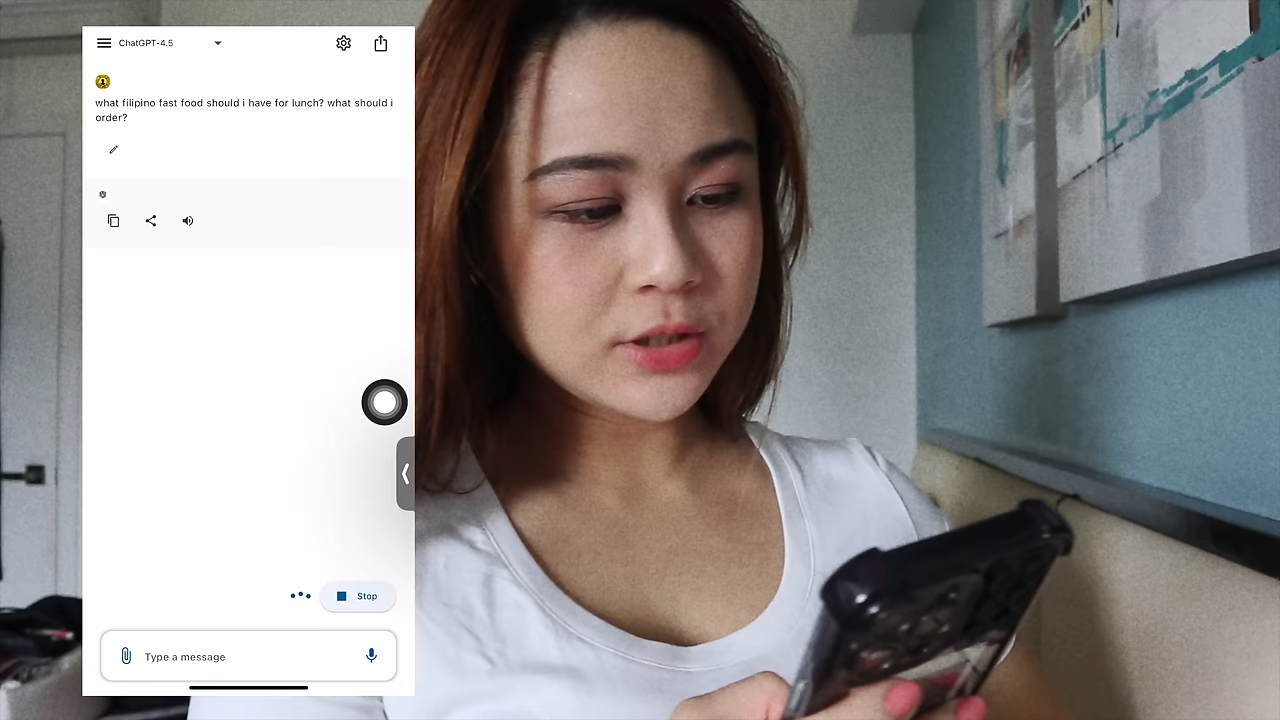 ChatGPT-4.5
what filipino fast food should i have for lunch? what should i
order?
Stop
Type a message